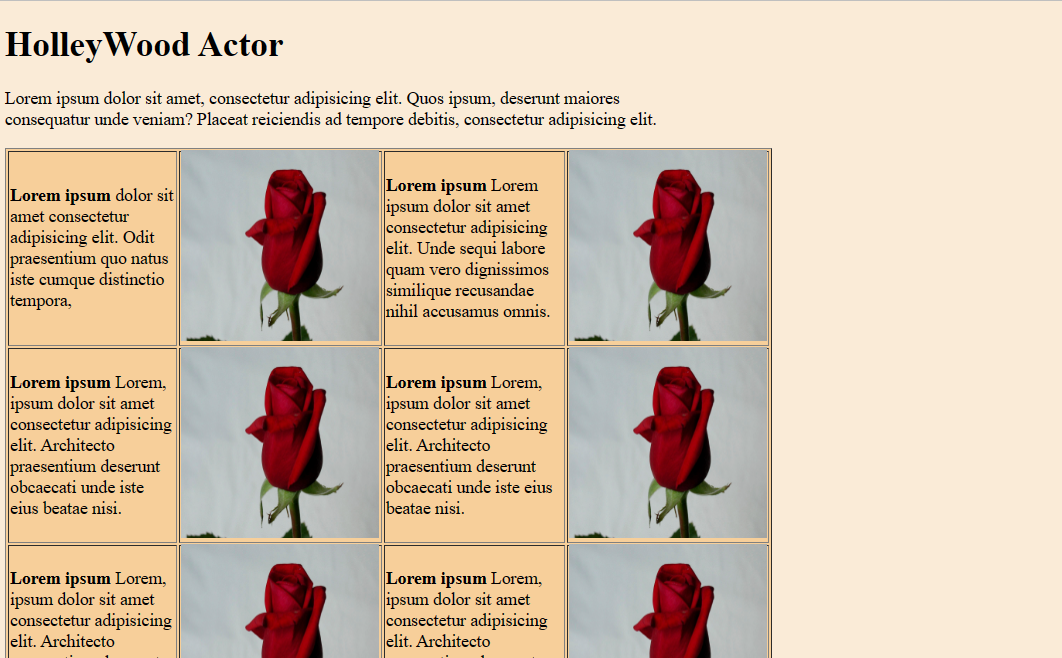 HolleyWood Actor
Lorem ipsum dolor sit amet, consectetur adipisicing elit. Quos ipsum, deserunt maiores
consequatur unde veniam? Placeat reiciendis ad tempore debitis, consectetur adipisicing elit.
Lorem ipsum dolor sit
amet consectetur
adipisicing elit. Odit
praesentium quo natus
iste cumque distinctio
tempora,
Lorem ipsum Lorem
ipsum dolor sit amet
consectetur adipisicing
elit. Unde sequi labore
quam vero dignissimos
similique recusandae
nihil accusamus omnis.
Lorem ipsum Lorem,
ipsum dolor sit amet
consectetur adipisicing
elit. Architecto
praesentium deserunt
obcaecati unde iste
eius beatae nisi.
Lorem ipsum Lorem,
ipsum dolor sit amet
consectetur adipisicing
elit. Architecto
praesentium deserunt
obcaecati unde iste eius
beatae nisi.
Lorem ipsum Lorem,
ipsum dolor sit amet
consectetur adipisicing
elit. Architecto
Lorem ipsum Lorem,
ipsum dolor sit amet
consectetur adipisicing
elit. Architecto